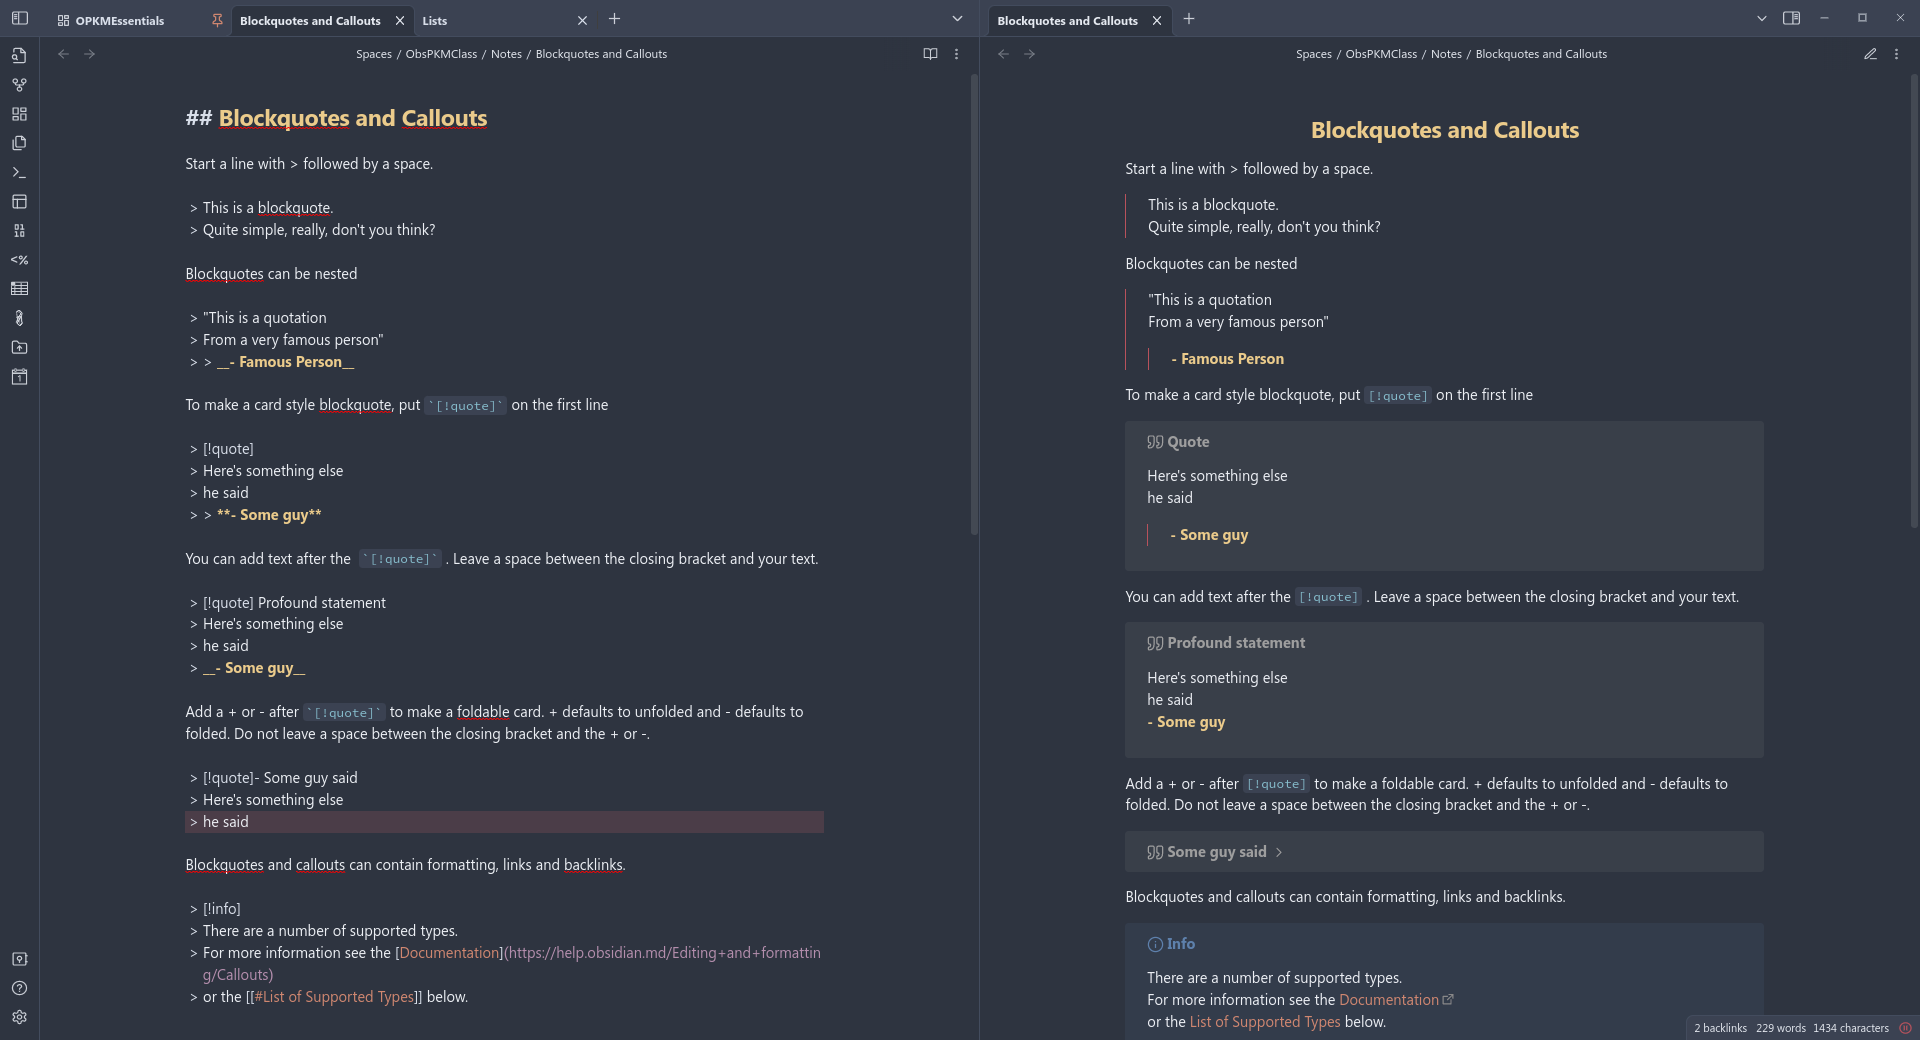 OPKMEssentials
Blockquotes and Callouts
Lists
Blockquotes and Callouts
Spaces / ObsPKMClass / Notes / Blockquotes and Callouts
## Blockquotes and Callouts
Start a line with > followed by a space.
> This is a blockquote.
> Quite simple, really, don't you think?
Blockquotes can be nested
> "This is a quotation
> From a very famous person"
> > __- Famous Person__
To make a card style blockquote, put `[!quote]` on the first line
> [!quote]
> Here's something else
> he said
> > **- Some guy**
You can add text after the `[!quote]` . Leave a space between the closing bracket and your text.
> [!quote] Profound statement
> Here's something else
> he said
> __- Some guy__
Add a + or - after `[!quote]` to make a foldable card. + defaults to unfolded and - defaults to
folded. Do not leave a space between the closing bracket and the + or -.
> [!quote]- Some guy said
> Here's something else
> he said
Blockquotes and callouts can contain formatting, links and backlinks.
> [!info]
> There are a number of supported types.
> For more information see the [Documentation](https://help.obsidian.md/Editing+and+formattin
g/Callouts)
> or the [[#List of Supported Types]] below.
Spaces / ObsPKMClass / Notes / Blockquotes and Callouts
Blockquotes and Callouts
Start a line with > followed by a space.
This is a blockquote.
Quite simple, really, don't you think?
Blockquotes can be nested
"This is a quotation
From a very famous person"
- Famous Person
To make a card style blockquote, put [!quote] on the first line
Quote
Here's something else
he said
- Some guy
You can add text after the [!quote] . Leave a space between the closing bracket and your text.
Profound statement
Here's something else
he said
- Some guy
Add a + or - after [!quote] to make a foldable card. + defaults to unfolded and - defaults to
folded. Do not leave a space between the closing bracket and the + or -.
Some guy said
Blockquotes and callouts can contain formatting, links and backlinks.
Info
There are a number of supported types.
For more information see the Documentation
or the List of Supported Types below.
2 backlinks 229 words 1434 characters